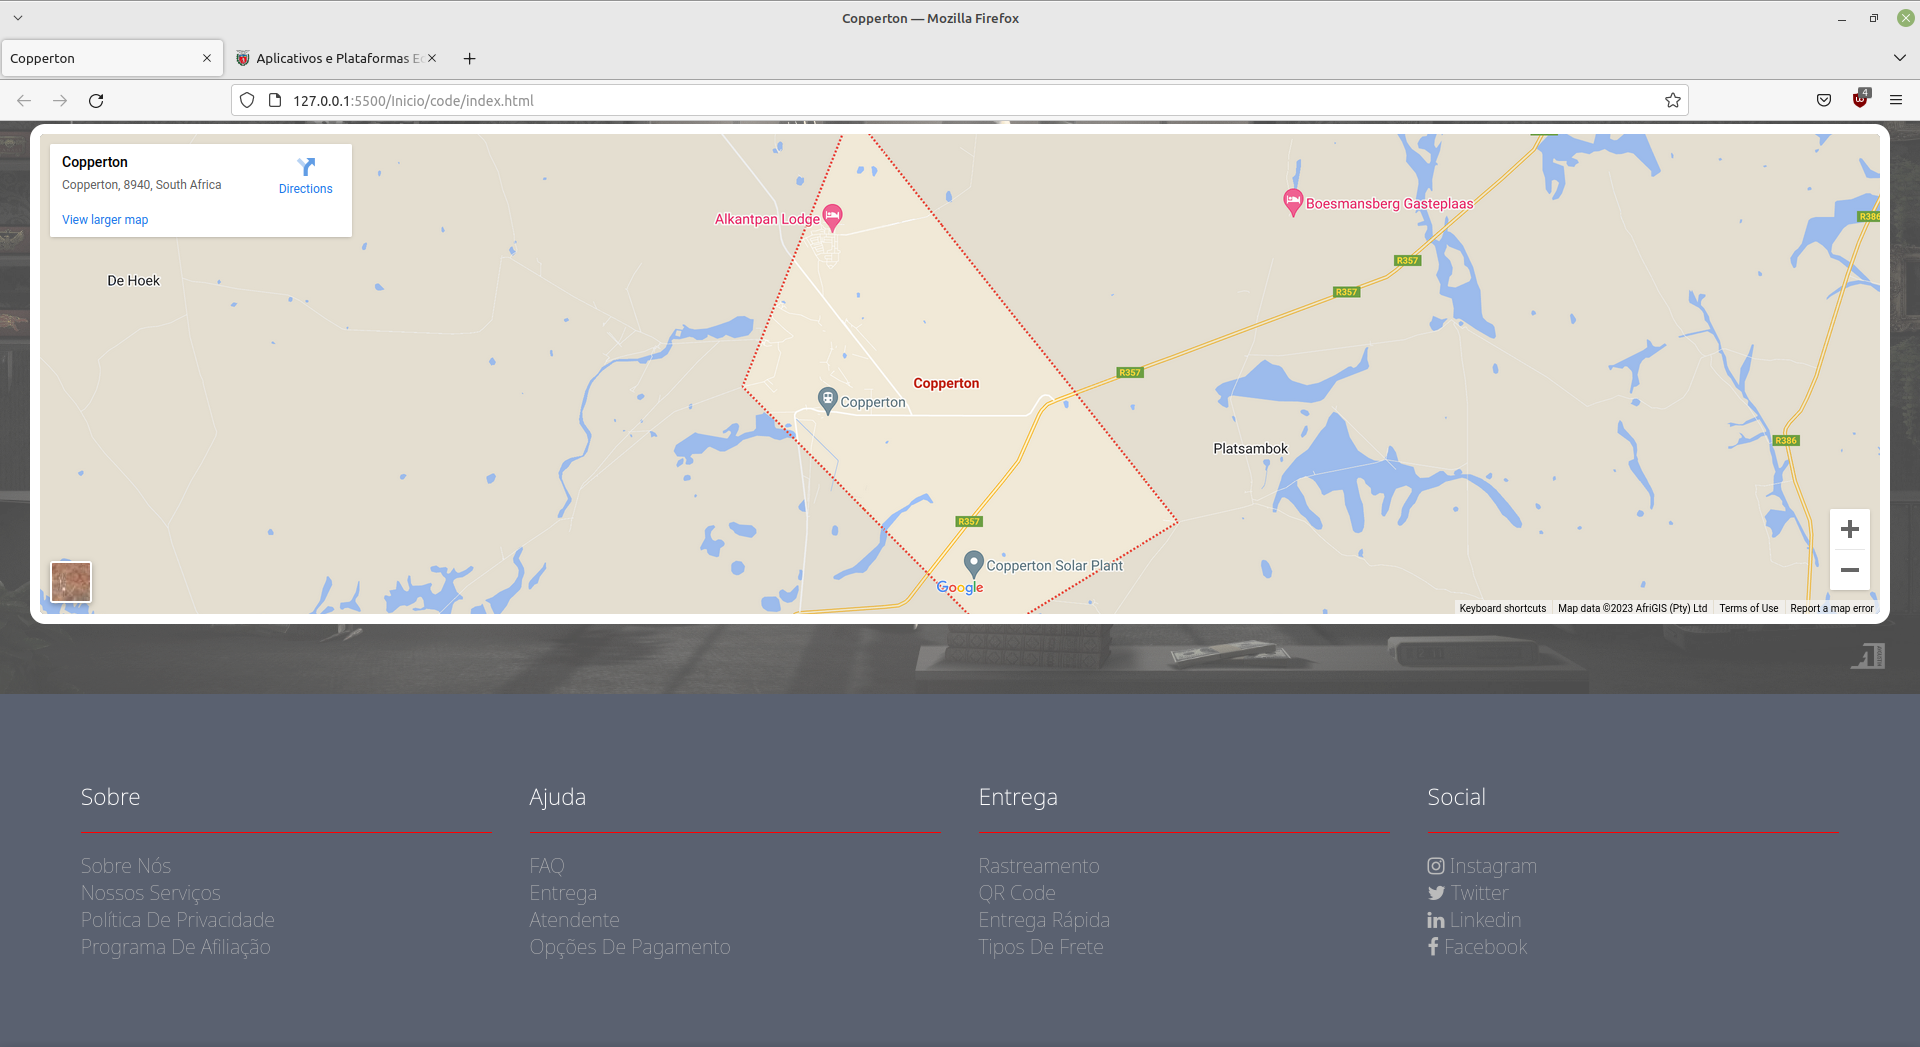 Copperton — Mozilla Firefox
Copperton
Aplicativos e Plataformas
127.0.0.1:5500/Inicio/code/index.html
4
Copperton
Copperton, 8940, South Africa
Directions
View larger map
De Hoek
Alkantpan Lodge
Boesmansberg Gasteplaas
R386
R357
R357
R357
Copperton
Copperton
Platsambok
R386
R357
Copperton Solar Plant
Google
Keyboard shortcuts
Map data ©2023 AfriGIS (Pty) Ltd
Terms of Use
Report a map error
Sobre
Sobre Nós
Nossos Serviços
Política De Privacidade
Programa De Afiliação
Ajuda
FAQ
Entrega
Atendente
Opções De Pagamento
Entrega
Rastreamento
QR Code
Entrega Rápida
Tipos De Frete
Social
Instagram
Twitter
Linkedin
Facebook